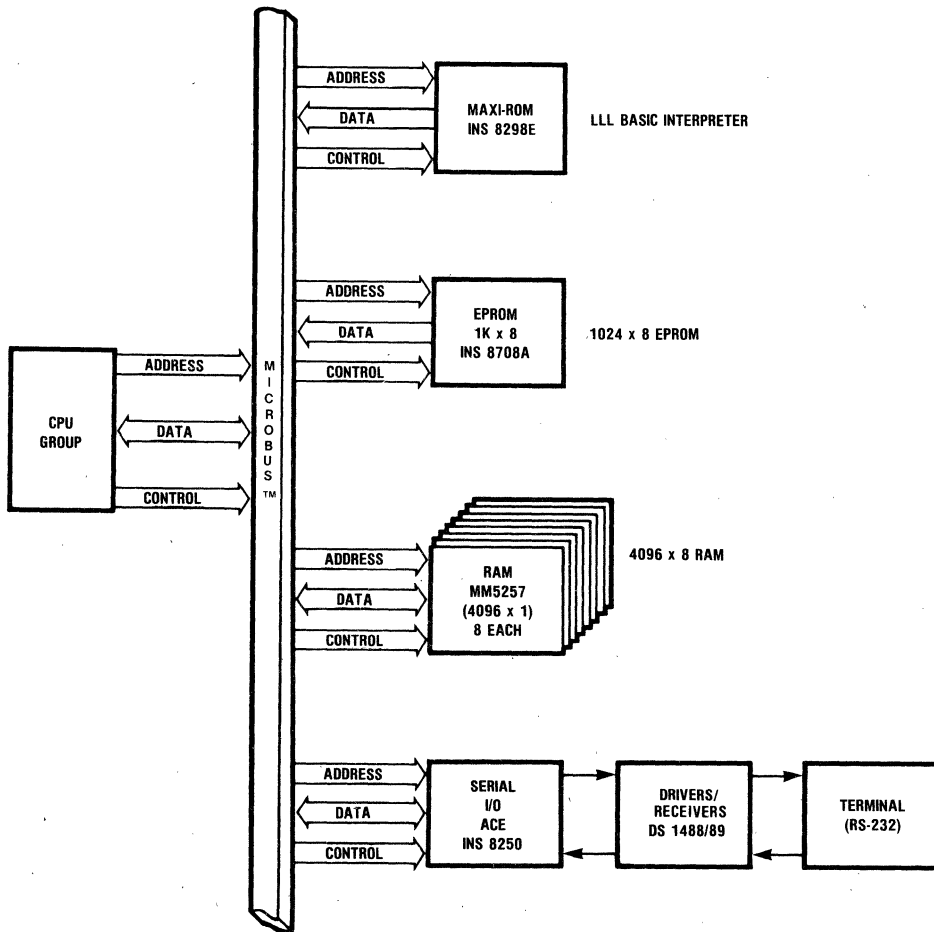 ADDRESS
DATA
CONTROL
MAXI-ROM
INS 8298E
LLL BASIC INTERPRETER
ADDRESS
DATA
CONTROL
EPROM
1K x 8
INS 8708A
1024 x 8 EPROM
CPU
GROUP
ADDRESS
DATA
CONTROL
MICROBUS™
ADDRESS
DATA
CONTROL
RAM
MM5257
(4096 x 1)
8 EACH
4096 x 8 RAM
ADDRESS
DATA
CONTROL
SERIAL
I/O
ACE
INS 8250
DRIVERS/
RECEIVERS
DS 1488/89
TERMINAL
(RS-232)